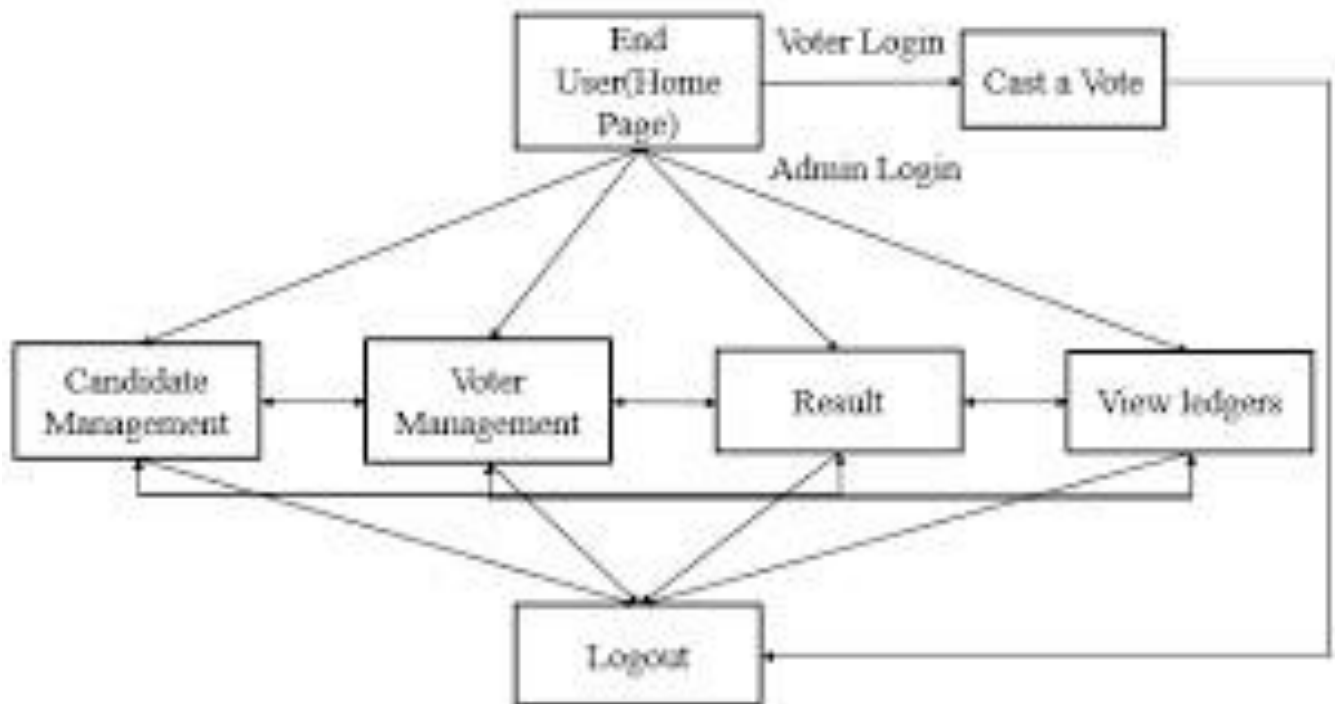 End
User(Home
Page)
Voter Login
Cast a Vote
Admin Login
Candidate
Management
Voter
Management
Result
View ledgers
Logout